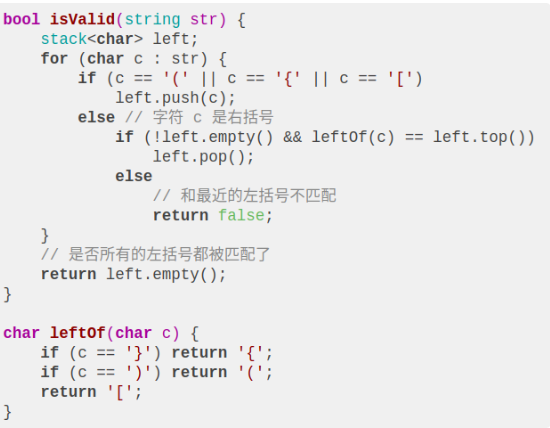 bool isValid(string str) {
    stack<char> left;
    for (char c : str) {
        if (c == '(' || c == '{' || c == '[')
            left.push(c);
        else // 字符 c 是右括号
            if (!left.empty() && leftOf(c) == left.top())
                left.pop();
            else
                // 和最近的左括号不匹配
                return false;
    }
    // 是否所有的左括号都被匹配了
    return left.empty();
}

char leftOf(char c) {
    if (c == '}') return '{';
    if (c == ')') return '(';
    return '[';
}